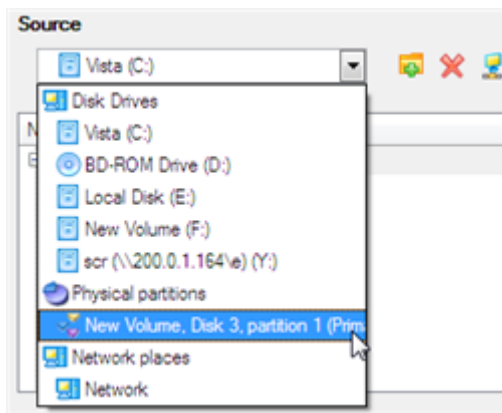 Source
Vista (C:)
Disk Drives
Vista (C:)
BD-ROM Drive (D:)
Local Disk (E:)
New Volume (F:)
scr (\\200.0.1.164\e) (Y:)
Physical partitions
New Volume, Disk 3, partition 1 (Prim
Network places
Network